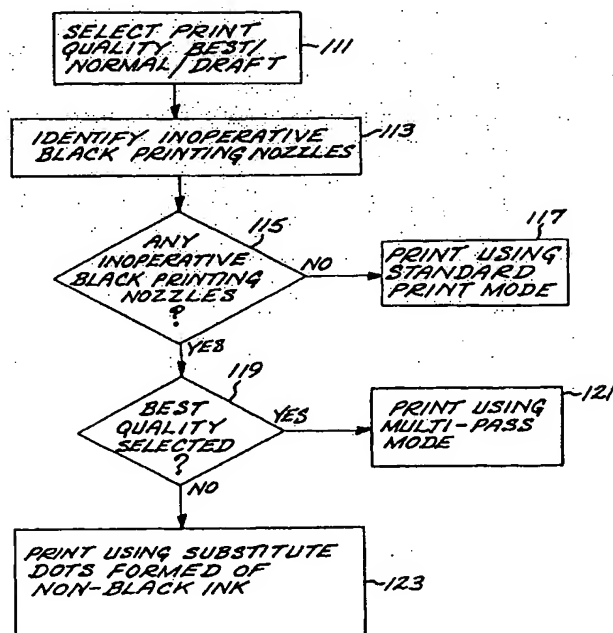 SELECT PRINT
QUALITY BEST/
NORMAL/DRAFT
111
IDENTIFY INOPERATIVE
BLACK PRINTING NOZZLES
113
115
ANY
INOPERATIVE
BLACK PRINTING
NOZZLES
?
NO
117
PRINT USING
STANDARD
PRINT MODE
YES
119
BEST
QUALITY
SELECTED
?
YES
121
PRINT USING
MULTI-PASS
MODE
NO
PRINT USING SUBSTITUTE
DOTS FORMED OF
NON-BLACK INK
123